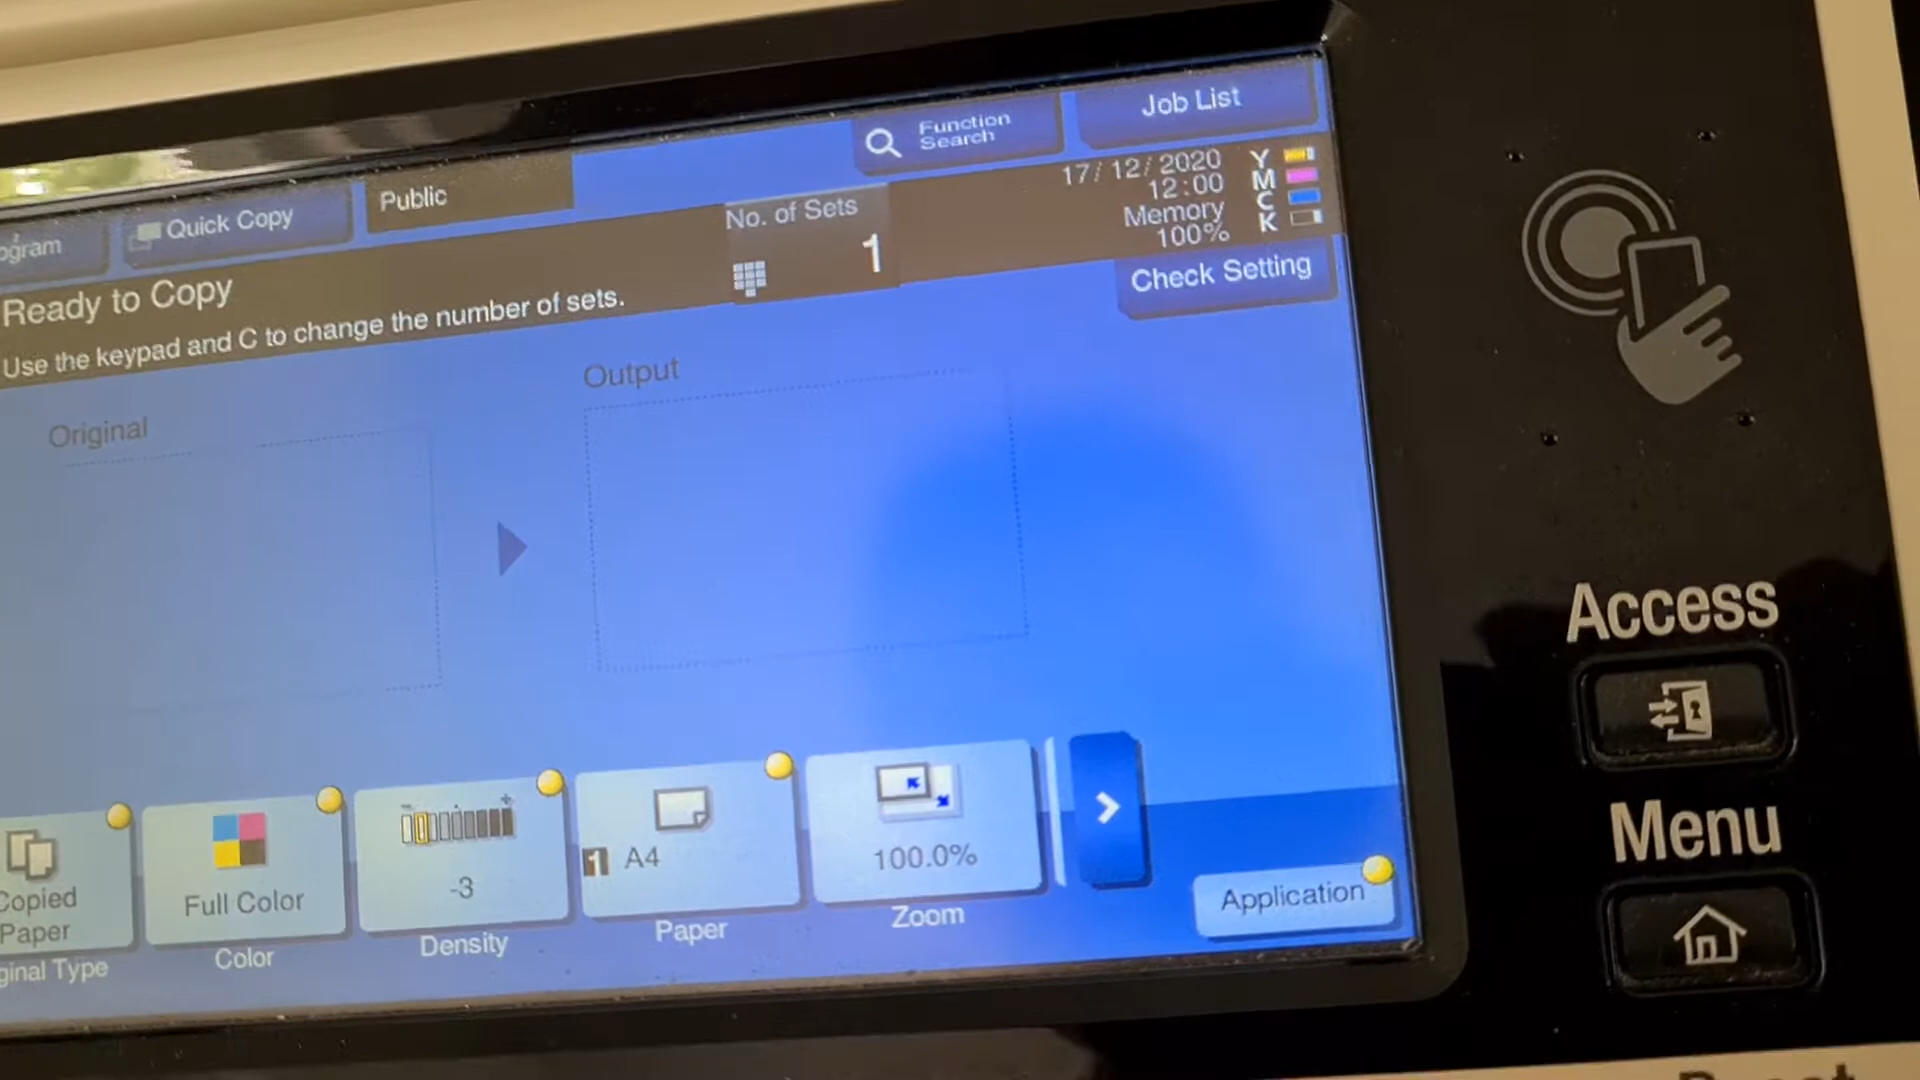 Function
Search
Job List
ogram
Quick Copy
Public
No. of Sets
1
17/12/2020
12:00
Memory
100%
Y
M
C
K
Ready to Copy
Use the keypad and C to change the number of sets.
Check Setting
Original
Output
Copied
Paper
ginal Type
Full Color
Color
-3
Density
1 A4
Paper
100.0%
Zoom
Application
Access
Menu